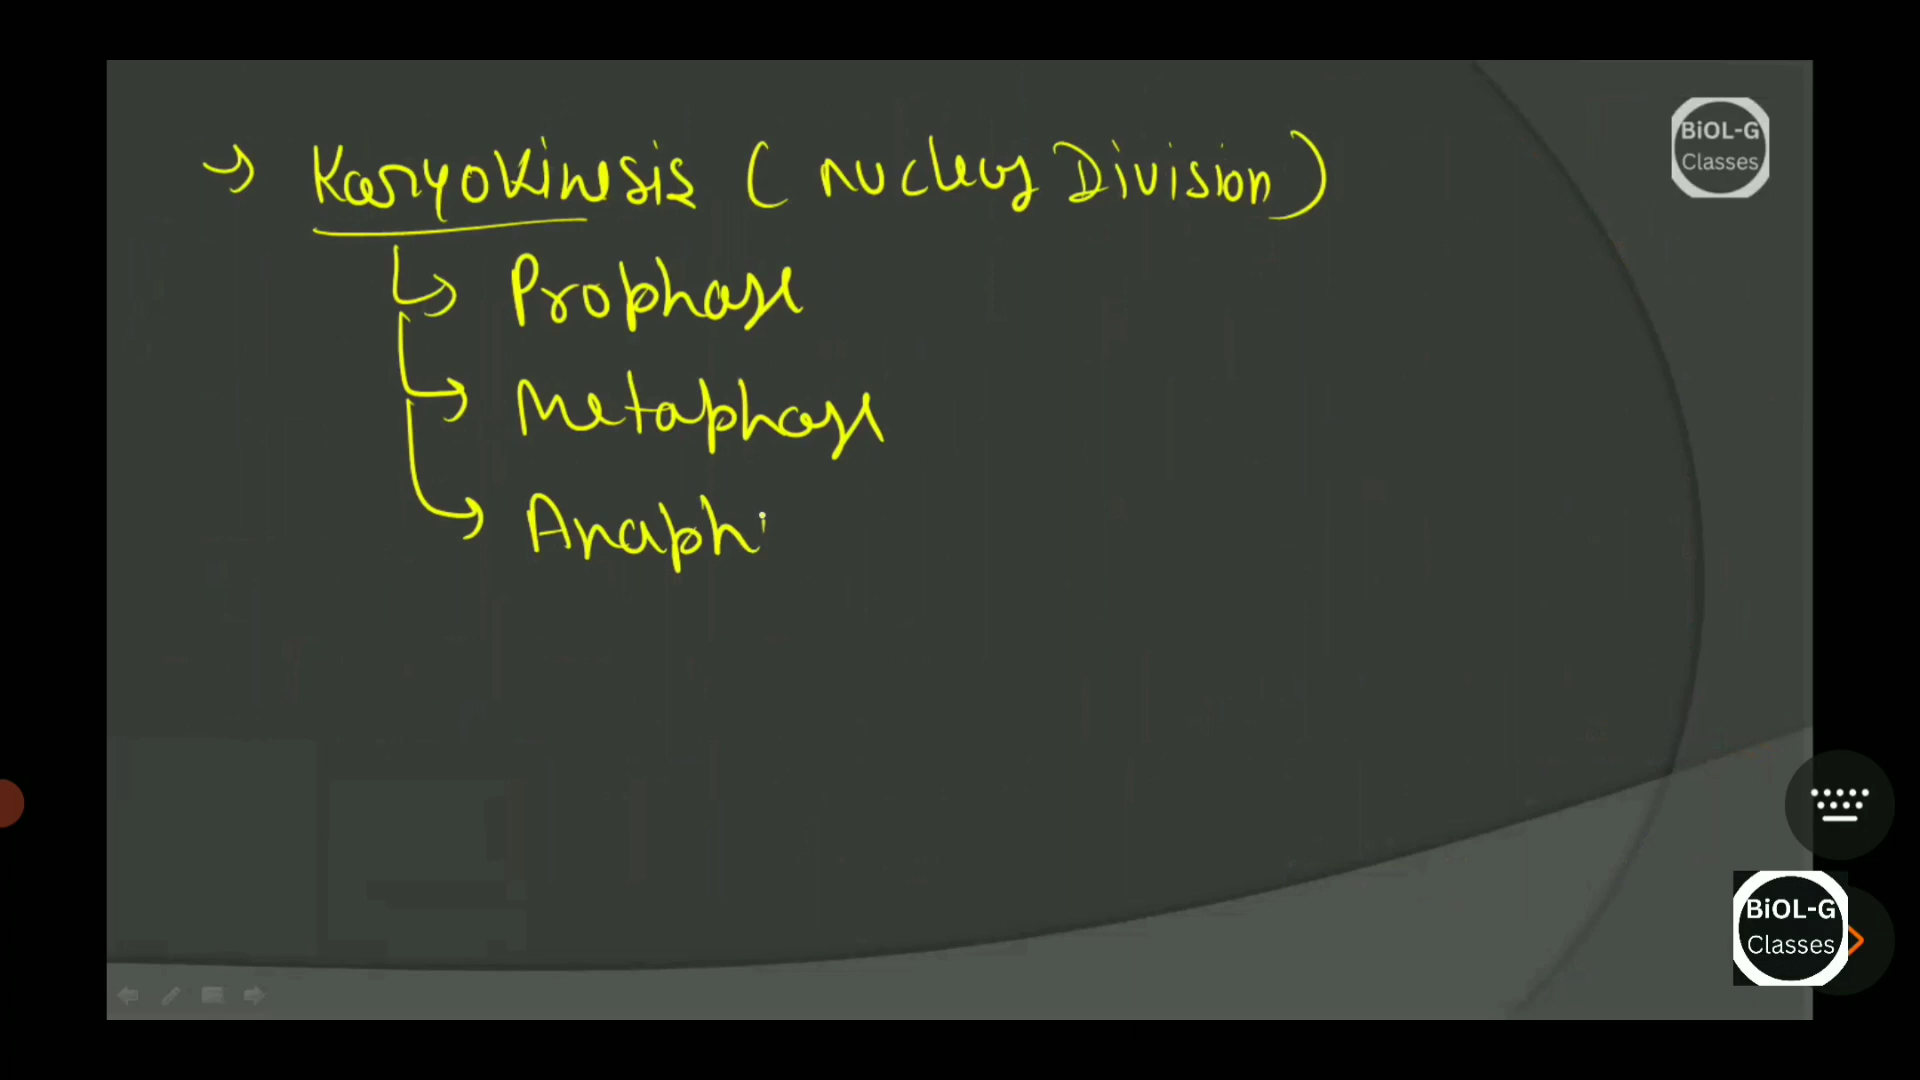 → Karyokinesis (nucleus Division)
BiOL-G
Classes
↳ Prophase
↳ Metaphase
↳ Anaph
BiOL-G
Classes